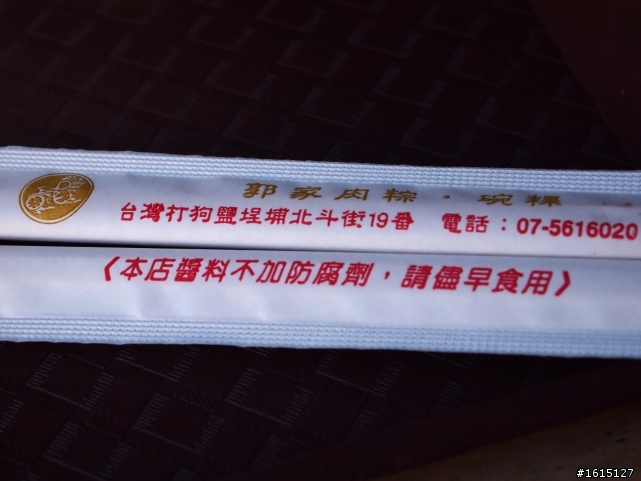 郭家肉粽．碗粿
台灣打狗鹽埕埔北斗街19番 電話：07-5616020
《本店醬料不加防腐劑，請儘早食用》
#1615127